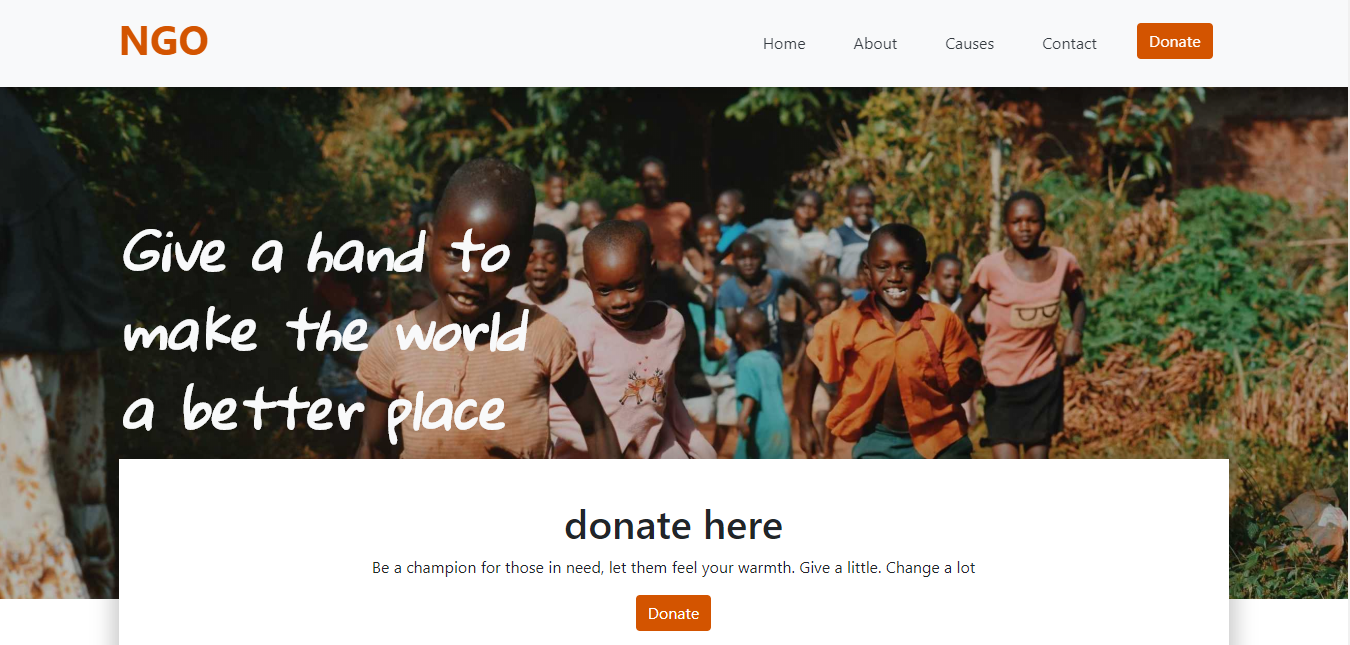 NGO
Home About Causes Contact Donate
Give a hand to
make the world
a better place
donate here
Be a champion for those in need, let them feel your warmth. Give a little. Change a lot
Donate